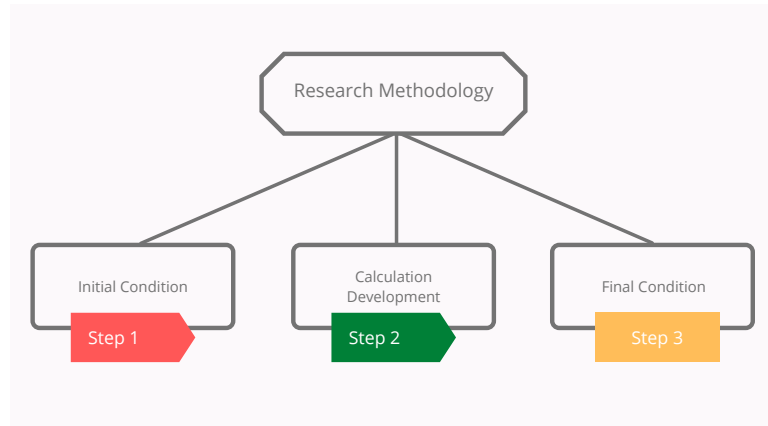 Research Methodology
Initial Condition
Calculation
Development
Final Condition
Step 1
Step 2
Step 3